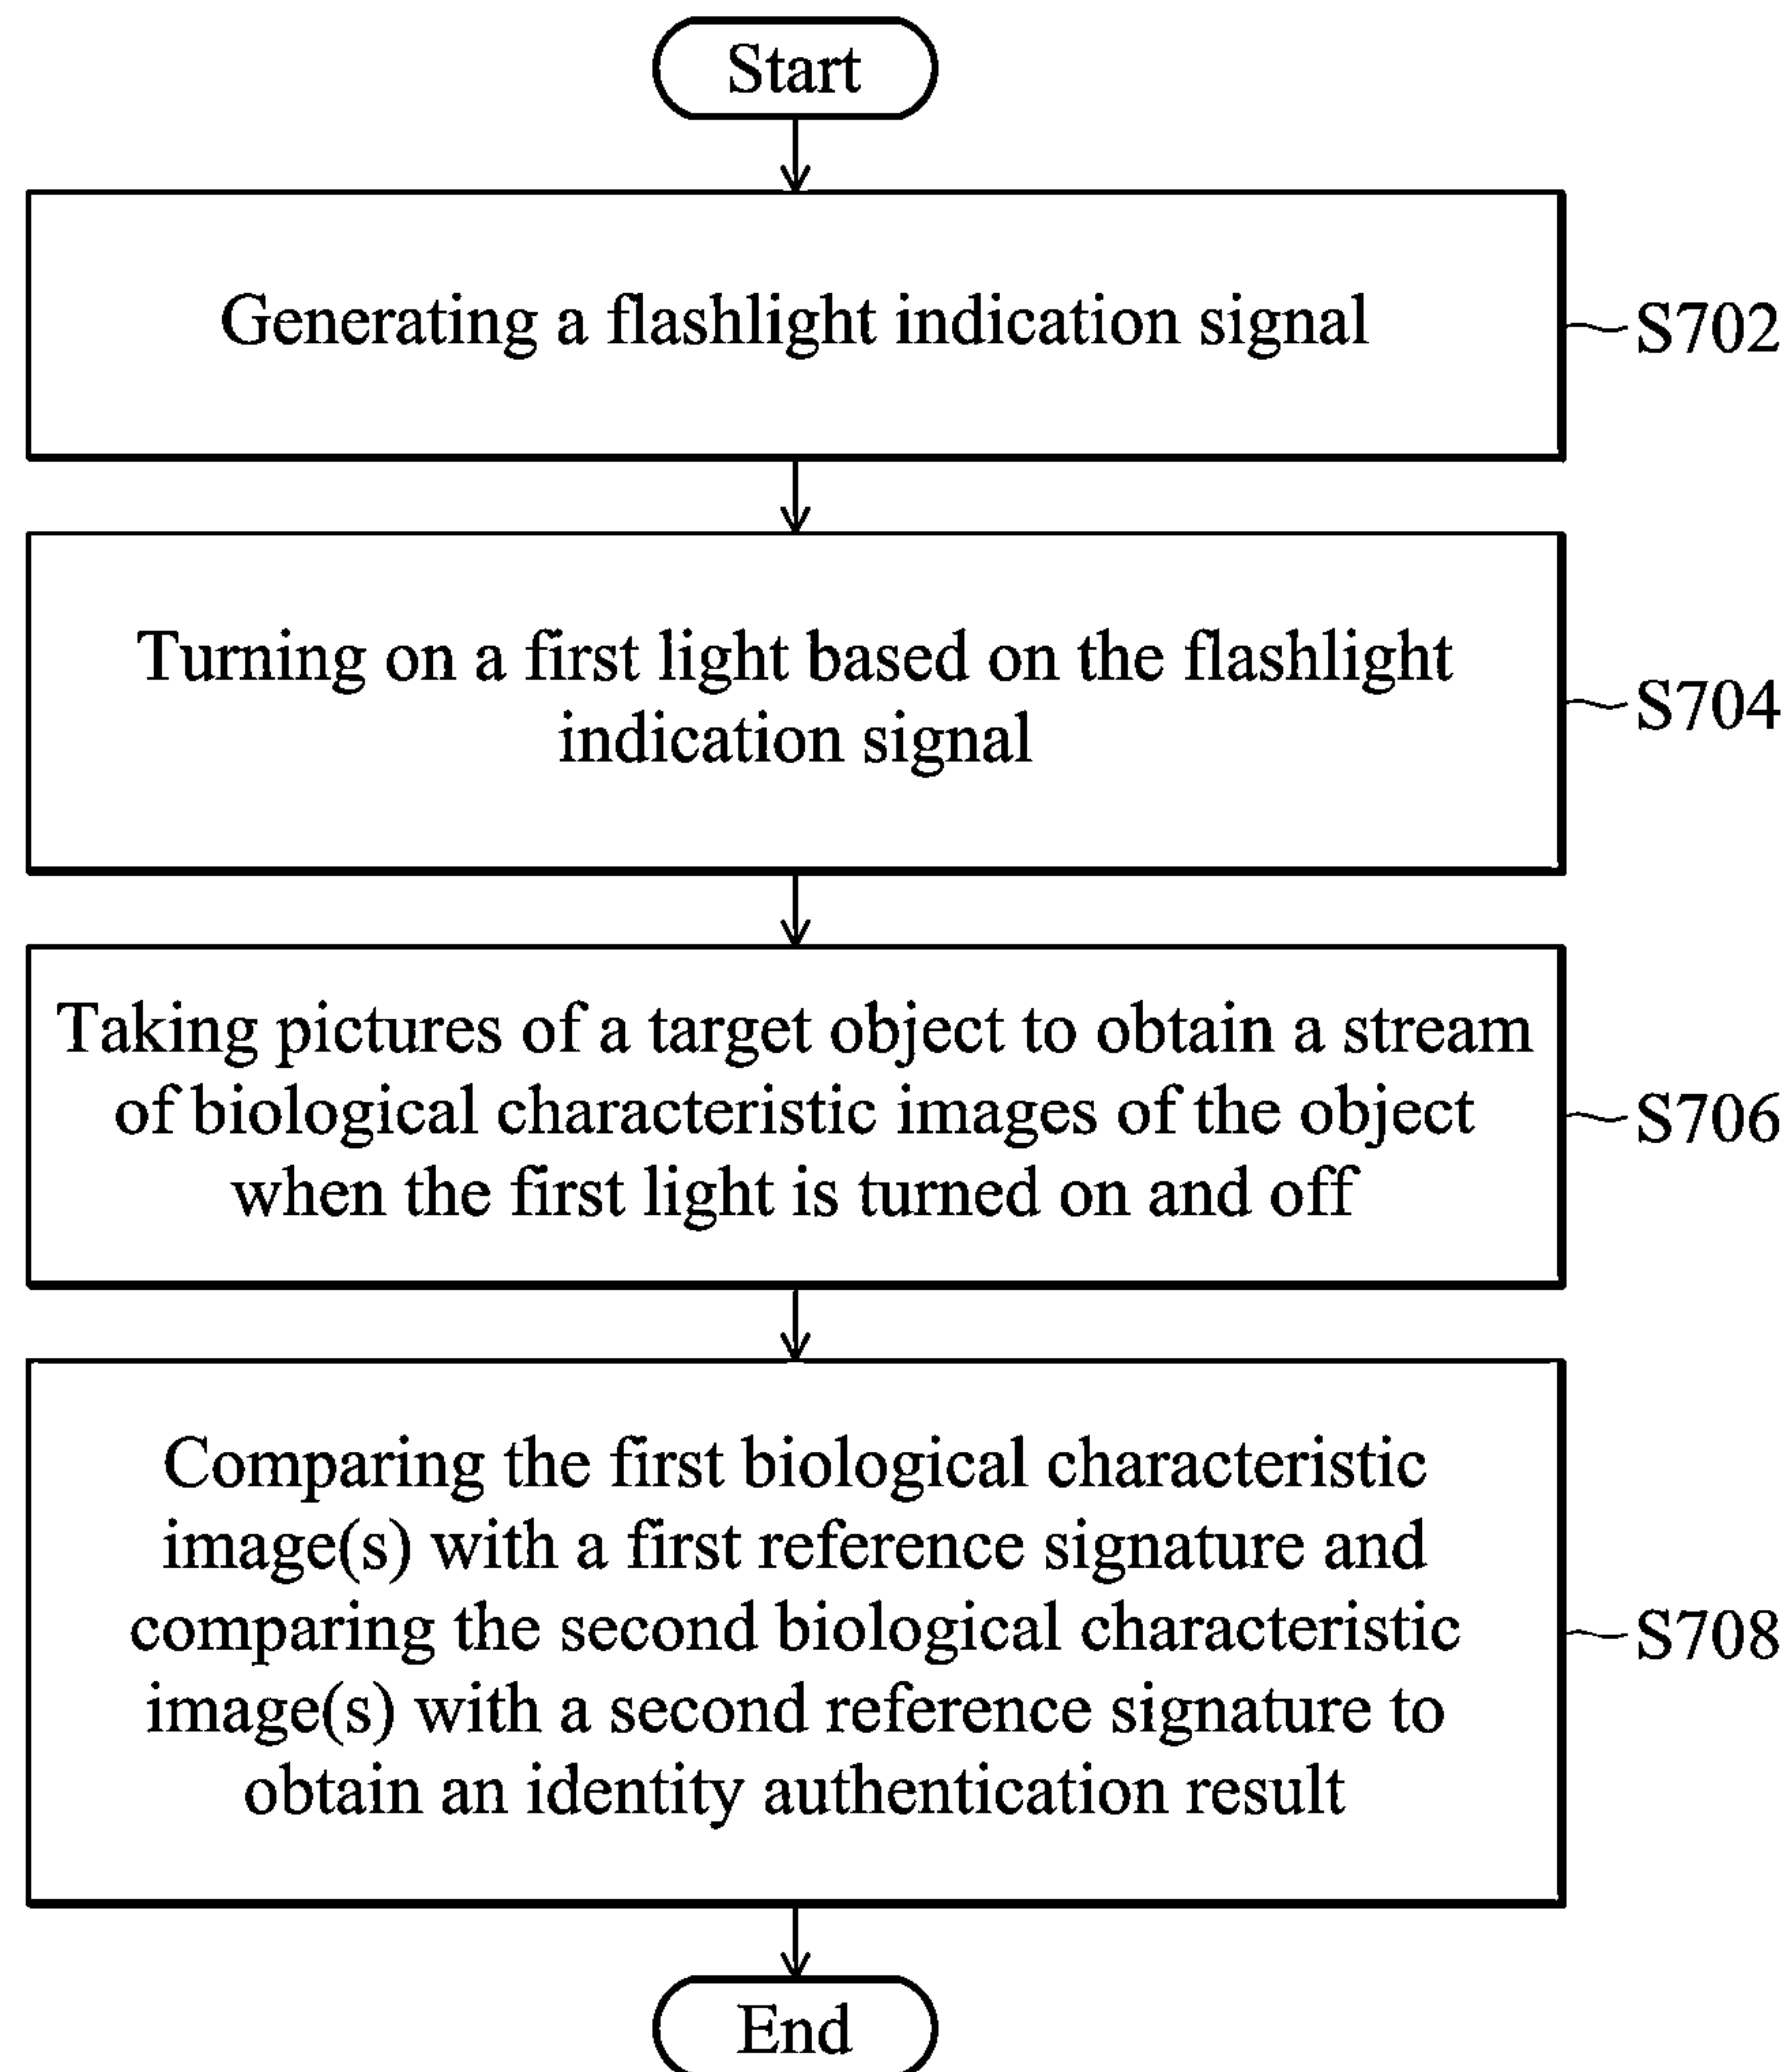 Start
Generating a flashlight indication signal
S702
Turning on a first light based on the flashlight
indication signal
S704
Taking pictures of a target object to obtain a stream
of biological characteristic images of the object
when the first light is turned on and off
S706
Comparing the first biological characteristic
image(s) with a first reference signature and
comparing the second biological characteristic
image(s) with a second reference signature to
obtain an identity authentication result
S708
End